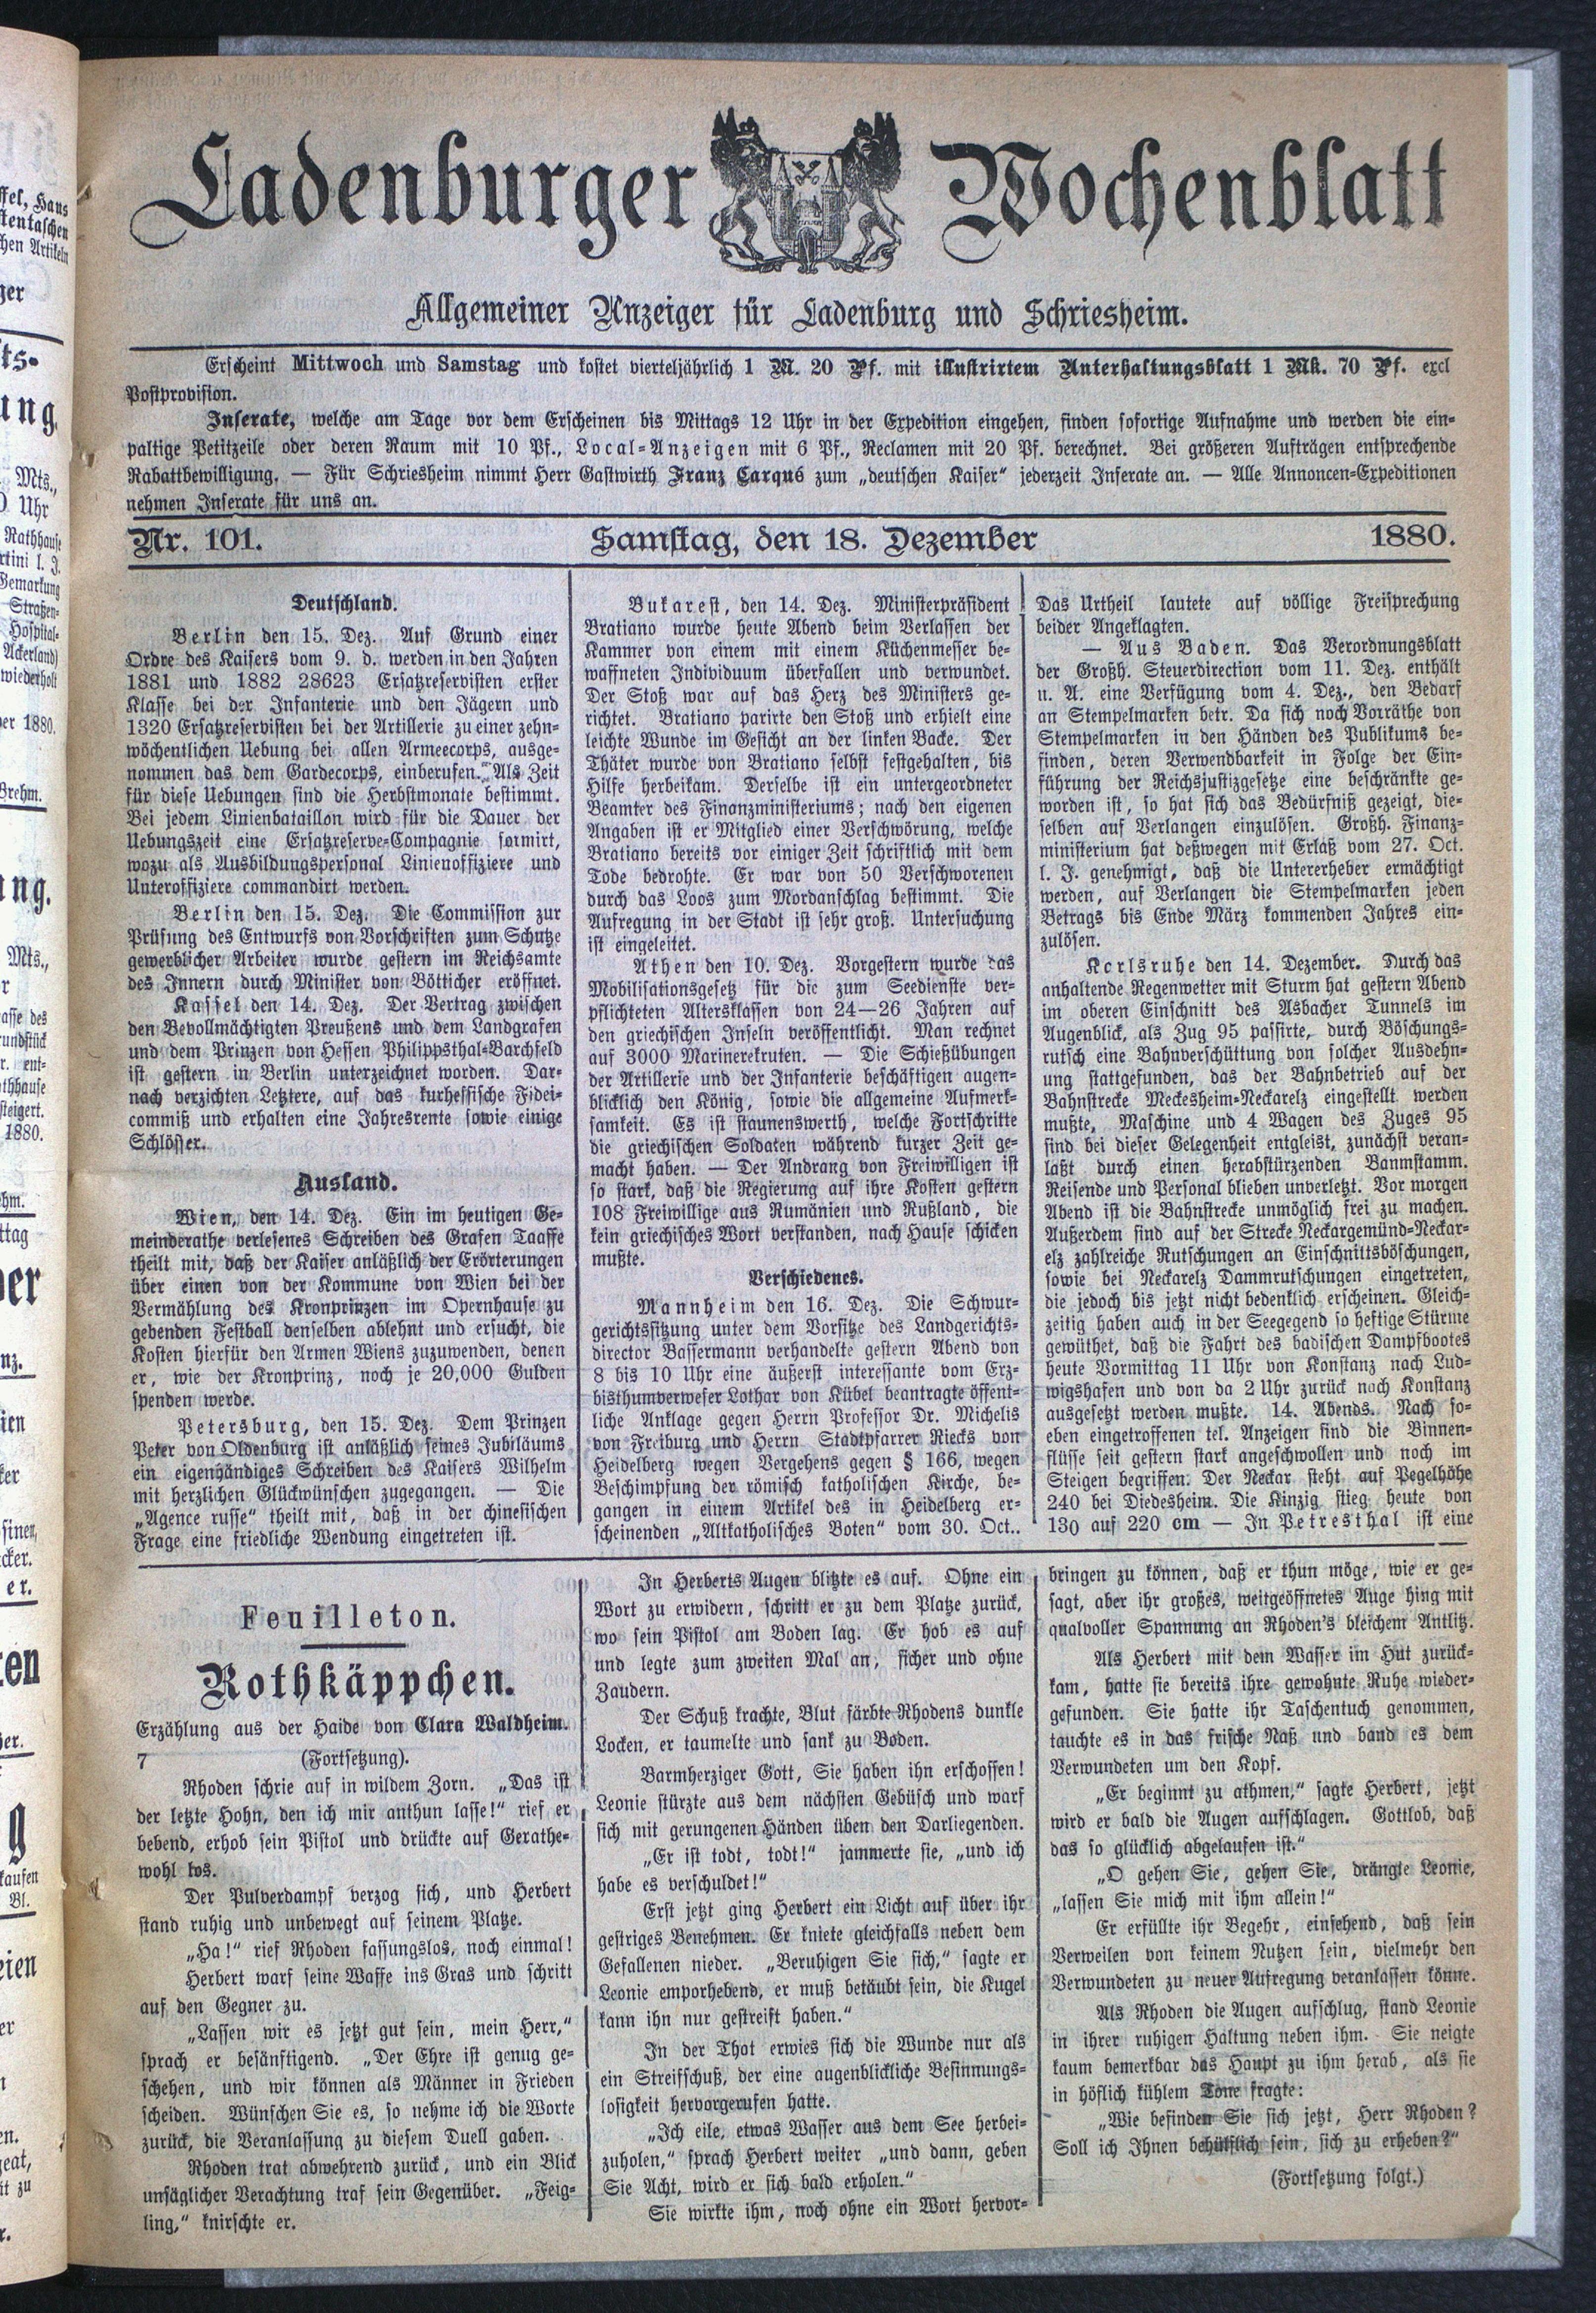 Ladenburger Wochenblatt
Allgemeiner Anzeiger für Ladenburg und Schriesheim.
Erscheint Mittwoch und Samstag und kostet vierteljährlich 1 M. 20 Pf. mit illustrirtem Unterhaltungsblatt 1 Mk. 70 Pf. excl
Postprovision.
Inserate, welche am Tage vor dem Erscheinen bis Mittags 12 Uhr in der Expedition eingehen, finden sofortige Aufnahme und werden die ein-
paltige Petitzeile oder deren Raum mit 10 Pf., Local-Anzeigen mit 6 Pf., Reclamen mit 20 Pf. berechnet. Bei größeren Aufträgen entsprechende
Rabattbewilligung. — Für Schriesheim nimmt Herr Gastwirth Franz Carqué zum „deutschen Kaiser“ jederzeit Inserate an. — Alle Annoncen-Expeditionen
nehmen Inserate für uns an.
Nr. 101. Samstag, den 18. Dezember 1880.
Deutschland.
Berlin den 15. Dez. Auf Grund einer
Ordre des Kaisers vom 9. d. werden in den Jahren
1881 und 1882 28623 Ersatzreservisten erster
Klasse bei der Infanterie und den Jägern und
1320 Ersatzreservisten bei der Artillerie zu einer zehn-
wöchentlichen Uebung bei allen Armeecorps, ausge-
nommen das dem Gardecorps, einberufen. Als Zeit
für diese Uebungen sind die Herbstmonate bestimmt.
Bei jedem Linienbataillon wird für die Dauer der
Uebungszeit eine Ersatzreserve-Compagnie formirt,
wozu als Ausbildungspersonal Linienoffiziere und
Unteroffiziere commandirt werden.
Berlin den 15. Dez. Die Commission zur
Prüfung des Entwurfs von Vorschriften zum Schutze
gewerblicher Arbeiter wurde gestern im Reichsamte
des Innern durch Minister von Bötticher eröffnet.
Kassel den 14. Dez. Der Vertrag zwischen
den Bevollmächtigten Preußens und dem Landgrafen
und dem Prinzen von Hessen Philippsthal-Barchfeld
ist gestern in Berlin unterzeichnet worden. Dar-
nach verzichten Letztere, auf das kurhessische Fidei-
commiß und erhalten eine Jahresrente sowie einige
Schlösser.
Ausland.
Wien, den 14. Dez. Ein im heutigen Ge-
meinderathe verlesenes Schreiben des Grafen Taaffe
theilt mit, daß der Kaiser anläßlich der Erörterungen
über einen von der Kommune von Wien bei der
Vermählung des Kronprinzen im Opernhause zu
gebenden Festball denselben ablehnt und ersucht, die
Kosten hierfür den Armen Wiens zuzuwenden, denen
er, wie der Kronprinz, noch je 20,000 Gulden
spenden werde.
Petersburg, den 15. Dez. Dem Prinzen
Peter von Oldenburg ist anläßlich seines Jubiläums
ein eigenhändiges Schreiben des Kaisers Wilhelm
mit herzlichen Glückwünschen zugegangen. — Die
„Agence russe“ theilt mit, daß in der chinesischen
Frage eine friedliche Wendung eingetreten ist.
Bukarest, den 14. Dez. Ministerpräsident
Bratiano wurde heute Abend beim Verlassen der
Kammer von einem mit einem Küchenmesser be-
waffneten Individuum überfallen und verwundet.
Der Stoß war auf das Herz des Ministers ge-
richtet. Bratiano parirte den Stoß und erhielt eine
leichte Wunde im Gesicht an der linken Backe. Der
Thäter wurde von Bratiano selbst festgehalten, bis
Hilfe herbeikam. Derselbe ist ein untergeordneter
Beamter des Finanzministeriums; nach den eigenen
Angaben ist er Mitglied einer Verschwörung, welche
Bratiano bereits vor einiger Zeit schriftlich mit dem
Tode bedrohte. Er war von 50 Verschworenen
durch das Loos zum Mordanschlag bestimmt. Die
Aufregung in der Stadt ist sehr groß. Untersuchung
ist eingeleitet.
Athen den 10. Dez. Vorgestern wurde das
Mobilisationsgesetz für die zum Seedienste ver-
pflichteten Altersklassen von 24—26 Jahren auf
den griechischen Inseln veröffentlicht. Man rechnet
auf 3000 Marinerekruten. — Die Schießübungen
der Artillerie und der Infanterie beschäftigen augen-
blicklich den König, sowie die allgemeine Aufmerk-
samkeit. Es ist staunenswerth, welche Fortschritte
die griechischen Soldaten während kurzer Zeit ge-
macht haben. — Der Andrang von Freiwilligen ist
so stark, daß die Regierung auf ihre Kosten gestern
108 Freiwillige aus Rumänien und Rußland, die
kein griechisches Wort verstanden, nach Hause schicken
mußte.
Verschiedenes.
Mannheim den 16. Dez. Die Schwur-
gerichtssitzung unter dem Vorsitze des Landgerichts-
director Bassermann verhandelte gestern Abend von
8 bis 10 Uhr eine äußerst interessante vom Erz-
bisthumverweser Lothar von Kübel beantragte öffent-
liche Anklage gegen Herrn Professor Dr. Michelis
von Freiburg und Herrn Stadtpfarrer Riecks von
Heidelberg wegen Vergehens gegen § 166, wegen
Beschimpfung der römisch katholischen Kirche, be-
gangen in einem Artikel des in Heidelberg er-
scheinenden „Altkatholisches Boten“ vom 30. Oct..
Das Urtheil lautete auf völlige Freisprechung
beider Angeklagten.
— Aus Baden. Das Verordnungsblatt
der Großh. Steuerdirection vom 11. Dez. enthält
u. A. eine Verfügung vom 4. Dez., den Bedarf
an Stempelmarken betr. Da sich noch Vorräthe von
Stempelmarken in den Händen des Publikums be-
finden, deren Verwendbarkeit in Folge der Ein-
führung der Reichsjustizgesetze eine beschränkte ge-
worden ist, so hat sich das Bedürfniß gezeigt, die-
selben auf Verlangen einzulösen. Großh. Finanz-
ministerium hat deßwegen mit Erlaß vom 27. Oct.
l. J. genehmigt, daß die Untererheber ermächtigt
werden, auf Verlangen die Stempelmarken jeden
Betrags bis Ende März kommenden Jahres ein-
zulösen.
Korlsruhe den 14. Dezember. Durch das
anhaltende Regenwetter mit Sturm hat gestern Abend
im oberen Einschnitt des Asbacher Tunnels im
Augenblick, als Zug 95 passirte, durch Böschungs-
rutsch eine Bahnverschüttung von solcher Ausdehn-
ung stattgefunden, das der Bahnbetrieb auf der
Bahnstrecke Meckesheim-Neckarelz eingestellt werden
mußte, Maschine und 4 Wagen des Zuges 95
sind bei dieser Gelegenheit entgleist, zunächst veran-
laßt durch einen herabstürzenden Banmstamm.
Reisende und Personal blieben unverletzt. Vor morgen
Abend ist die Bahnstrecke unmöglich frei zu machen.
Außerdem sind auf der Strecke Neckargemünd-Neckar-
elz zahlreiche Rutschungen an Einschnittsböschungen,
sowie bei Neckarelz Dammrutschungen eingetreten,
die jedoch bis jetzt nicht bedenklich erscheinen. Gleich-
zeitig haben auch in der Seegegend so heftige Stürme
gewüthet, daß die Fahrt des badischen Dampfbootes
heute Vormittag 11 Uhr von Konstanz nach Lud-
wigshafen und von da 2 Uhr zurück nach Konstanz
ausgesetzt werden mußte. 14. Abends. Nach so-
eben eingetroffenen tel. Anzeigen sind die Binnen-
flüsse seit gestern stark angeschwollen und noch im
Steigen begriffen. Der Neckar steht auf Pegelhöhe
240 bei Diedesheim. Die Kinzig stieg heute von
130 auf 220 cm — In Petresthal ist eine
Feuilleton.
Rothkäppchen.
Erzählung aus der Haide von Clara Waldheim.
7 (Fortsetzung).
Rhoden schrie auf in wildem Zorn. „Das ist
der letzte Hohn, den ich mir anthun lasse!“ rief er
bebend, erhob sein Pistol und drückte auf Gerathe-
wohl los.
Der Pulverdampf verzog sich, und Herbert
stand ruhig und unbewegt auf seinem Platze.
„Ha!“ rief Rhoden fassungslos, noch einmal!
Herbert warf seine Waffe ins Gras und schritt
auf den Gegner zu.
„Lassen wir es jetzt gut sein, mein Herr,“
sprach er besänftigend. „Der Ehre ist genug ge-
schehen, und wir können als Männer in Frieden
scheiden. Wünschen Sie es, so nehme ich die Worte
zurück, die Veranlassung zu diesem Duell gaben.
Rhoden trat abwehrend zurück, und ein Blick
unsäglicher Verachtung traf sein Gegenüber. „Feig-
ling,“ knirschte er.
In Herberts Augen blitzte es auf. Ohne ein
Wort zu erwidern, schritt er zu dem Platze zurück,
wo sein Pistol am Boden lag. Er hob es auf
und legte zum zweiten Mal an, sicher und ohne
Zaudern.
Der Schuß krachte, Blut färbte Rhodens dunkle
Locken, er taumelte und sank zu Boden.
Barmherziger Gott, Sie haben ihn erschossen!
Leonie stürzte aus dem nächsten Gebüsch und warf
sich mit gerungenen Händen üben den Darliegenden.
„Er ist todt, todt!“ jammerte sie, „und ich
habe es verschuldet!“
Erst jetzt ging Herbert ein Licht auf über ihr
gestriges Benehmen. Er kniete gleichfalls neben dem
Gefallenen nieder. „Beruhigen Sie sich,“ sagte er
Leonie emporhebend, er muß betäubt sein, die Kugel
kann ihn nur gestreift haben.“
In der That erwies sich die Wunde nur als
ein Streifschuß, der eine augenblickliche Besinnungs-
losigkeit hervorgerufen hatte.
„Ich eile, etwas Wasser aus dem See herbei-
zuholen,“ sprach Herbert weiter „und dann, geben
Sie Acht, wird er sich bald erholen.“
Sie wirkte ihm, noch ohne ein Wort hervor-
bringen zu können, daß er thun möge, wie er ge-
sagt, aber ihr großes, weitgeöffnetes Auge hing mit
qualvoller Spannung an Rhoden's bleichem Antlitz.
Als Herbert mit dem Wasser im Hut zurück-
kam, hatte sie bereits ihre gewohnte Ruhe wieder-
gefunden. Sie hatte ihr Taschentuch genommen,
tauchte es in das frische Naß und band es dem
Verwundeten um den Kopf.
„Er beginnt zu athmen,“ sagte Herbert, jetzt
wird er bald die Augen aufschlagen. Gottlob, daß
das so glücklich abgelaufen ist.“
„O gehen Sie, gehen Sie, drängte Leonie,
„lassen Sie mich mit ihm allein!“
Er erfüllte ihr Begehr, einsehend, daß sein
Verweilen von keinem Nutzen sein, vielmehr den
Verwundeten zu neuer Aufregung veranlassen könne.
Als Rhoden die Augen aufschlug, stand Leonie
in ihrer ruhigen Haltung neben ihm. Sie neigte
kaum bemerkbar das Haupt zu ihm herab, als sie
in höflich kühlem Tone fragte:
„Wie befinden Sie sich jetzt, Herr Rhoden?
Soll ich Ihnen behülflich sein, sich zu erheben?“
(Fortsetzung folgt.)